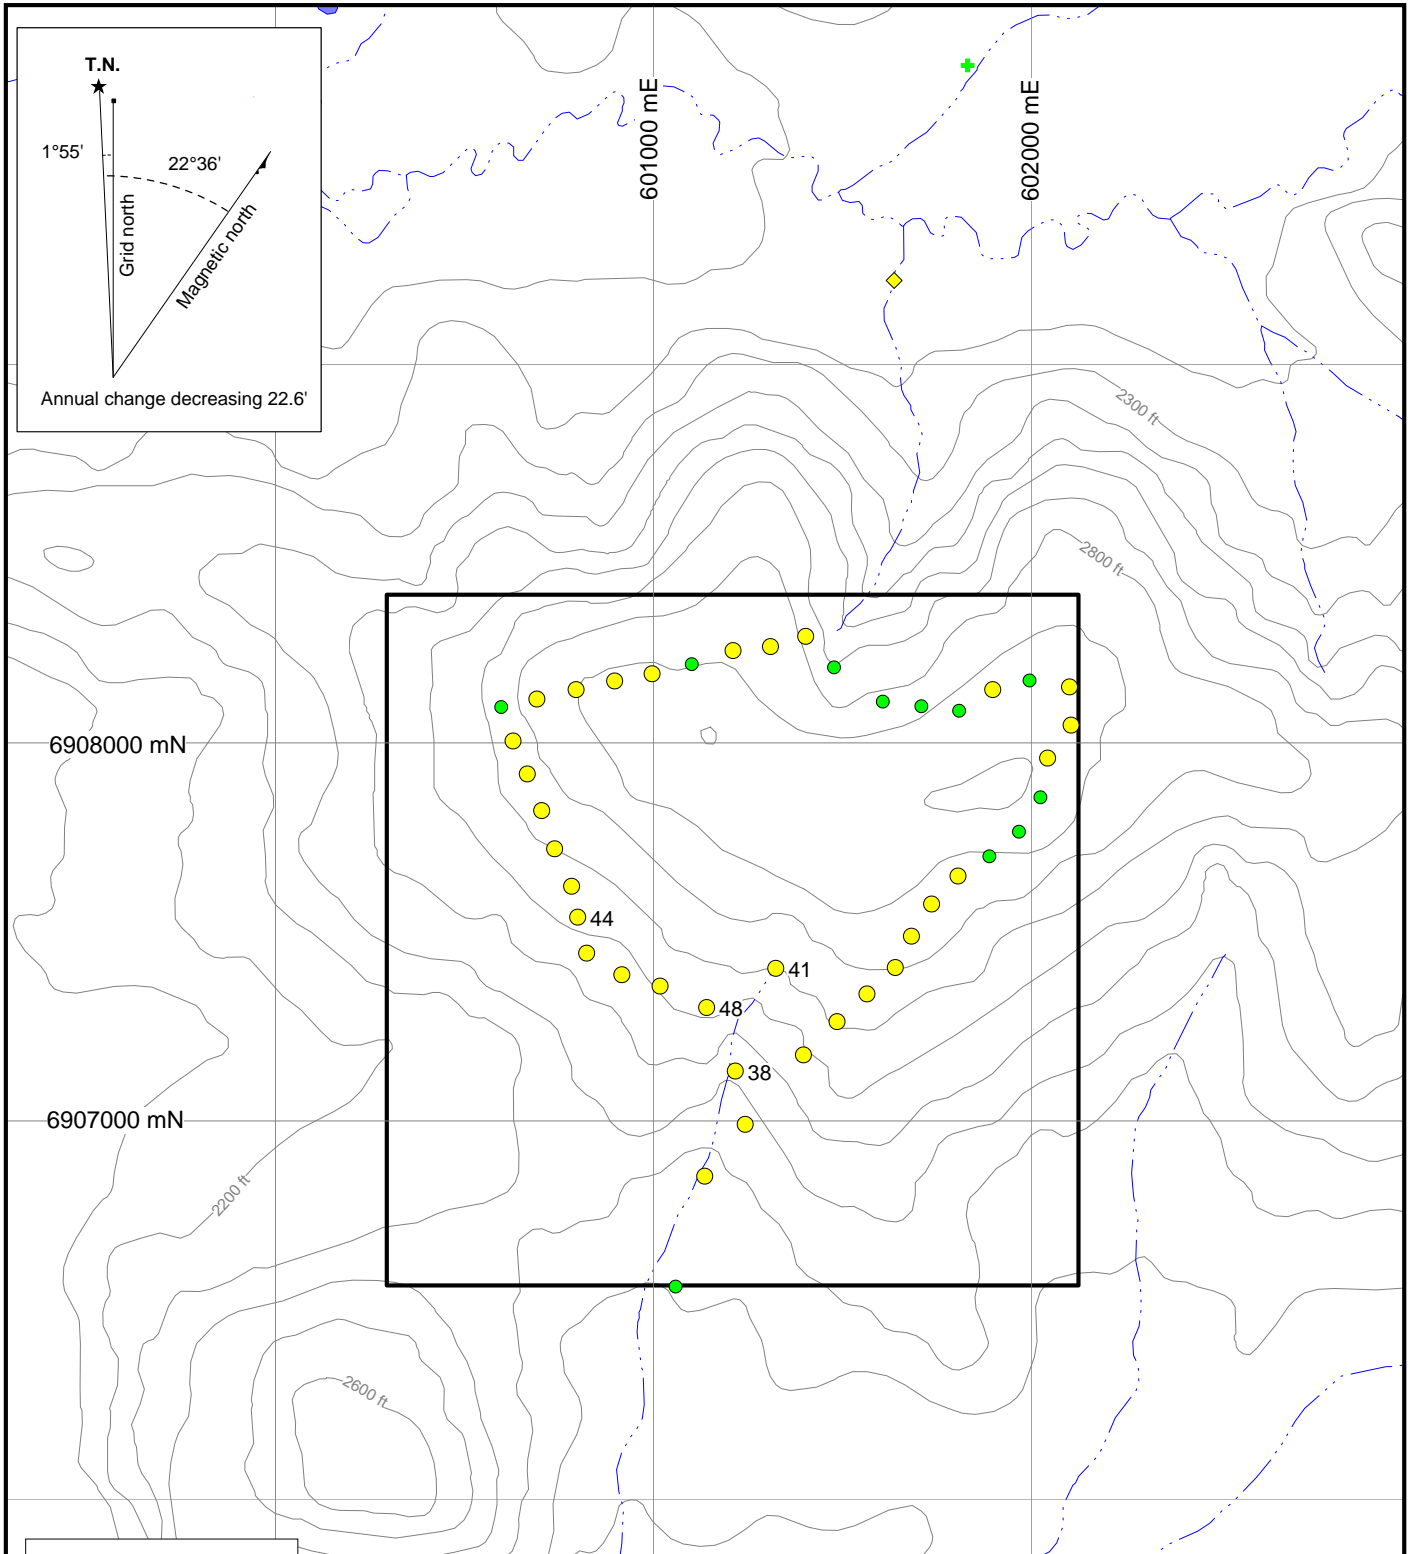 T.N.
1°55'
22°36'
Grid north
Magnetic north
Annual change decreasing 22.6'
601000 mE
602000 mE
2300 ft
2800 ft
6908000 mN
44
41
48
38
6907000 mN
2200 ft
2600 ft